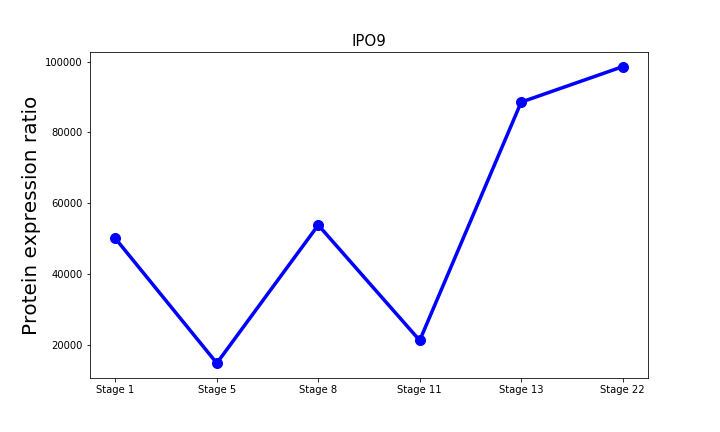 IPO9
Protein expression ratio
100000
80000
60000
40000
20000
Stage 1
Stage 5
Stage 8
Stage 11
Stage 13
Stage 22